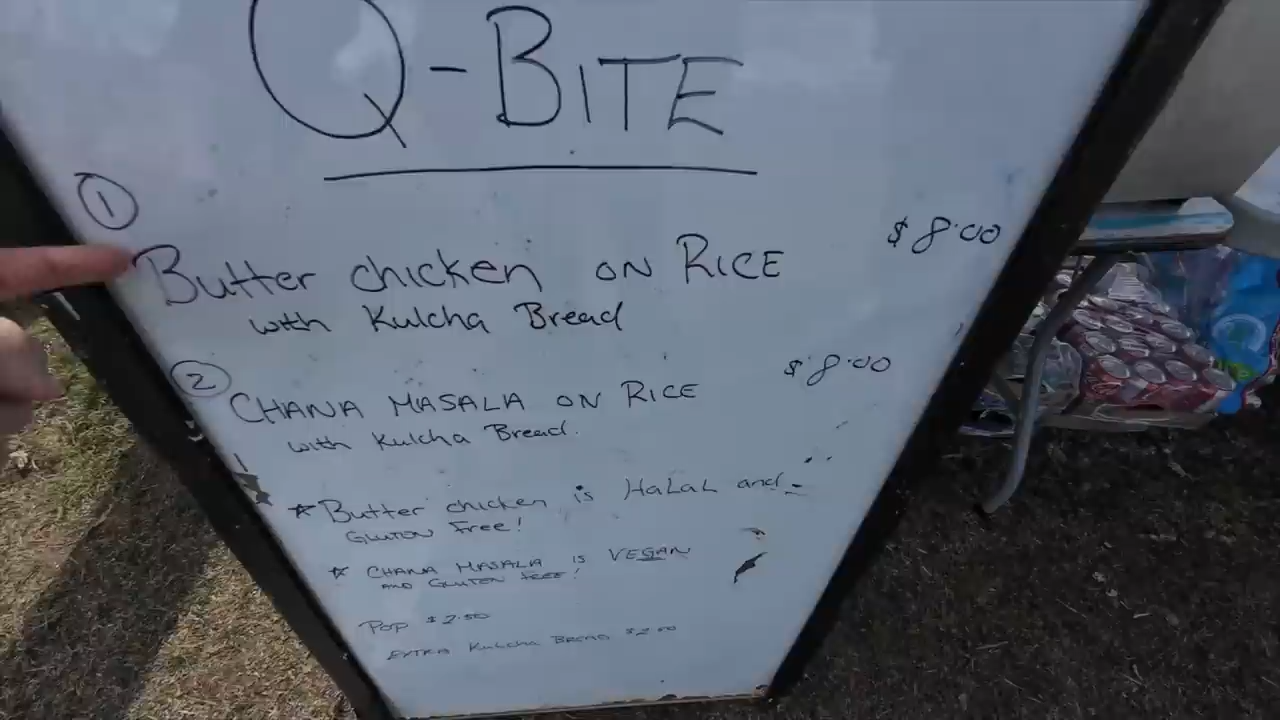 Q-BITE
①
Butter chicken ON RICE $8.00
with Kulcha Bread
②
CHANA MASALA ON RICE $8.00
with Kulcha Bread.
* Butter chicken is HaLaL and
GLUTEN Free!
* CHANA MASALA IS VEGAN
AND GLUTEN FREE!
Pop $2.50
EXTRA Kulcha BREAD $2.00